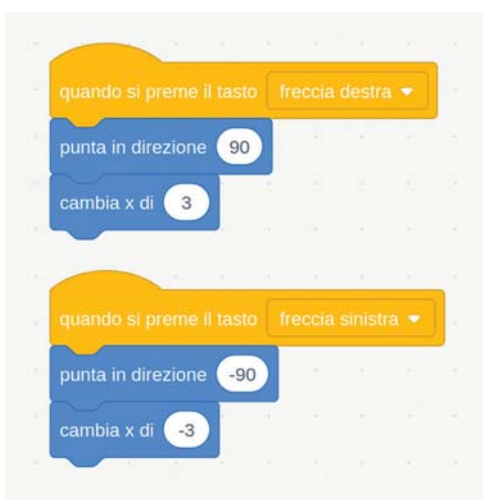 quando si preme il tasto freccia destra
punta in direzione 90
cambia x di 3
quando si preme il tasto freccia sinistra
punta in direzione -90
cambia x di -3